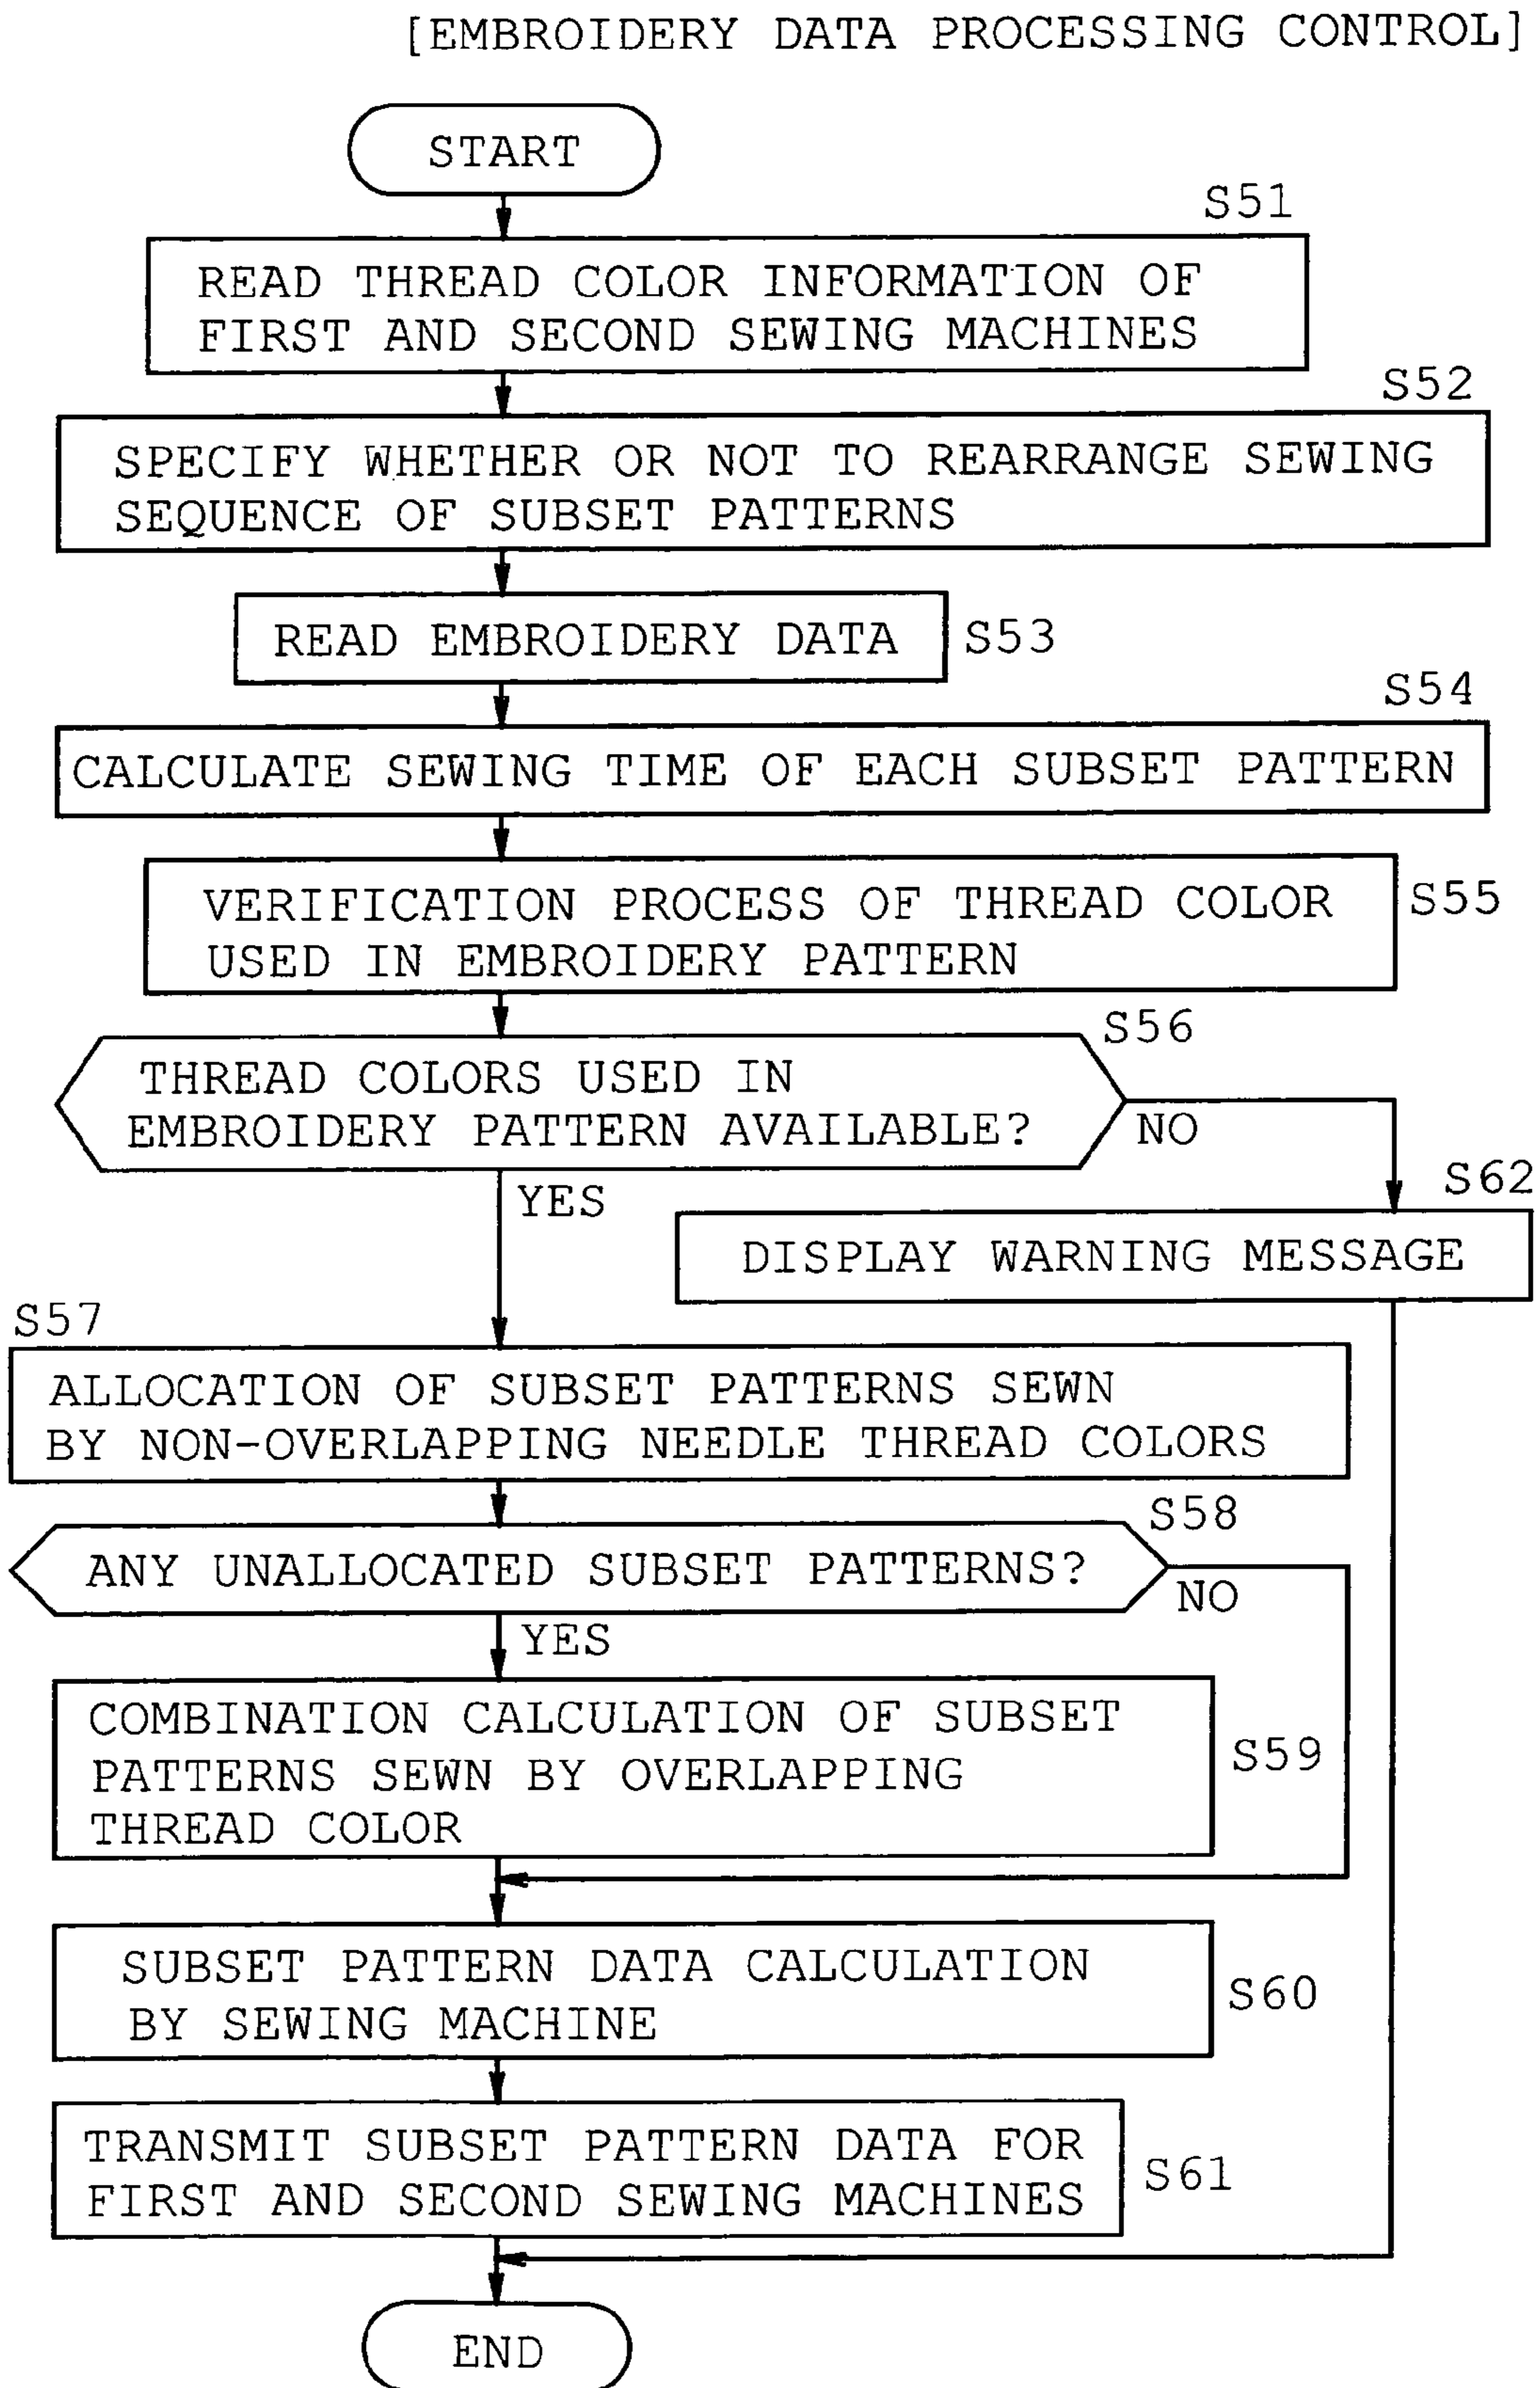 [EMBROIDERY DATA PROCESSING CONTROL]
START
S51
READ THREAD COLOR INFORMATION OF
FIRST AND SECOND SEWING MACHINES
S52
SPECIFY WHETHER OR NOT TO REARRANGE SEWING
SEQUENCE OF SUBSET PATTERNS
READ EMBROIDERY DATA S53
S54
CALCULATE SEWING TIME OF EACH SUBSET PATTERN
VERIFICATION PROCESS OF THREAD COLOR S55
USED IN EMBROIDERY PATTERN
S56
THREAD COLORS USED IN
EMBROIDERY PATTERN AVAILABLE? NO
YES
S62
DISPLAY WARNING MESSAGE
S57
ALLOCATION OF SUBSET PATTERNS SEWN
BY NON-OVERLAPPING NEEDLE THREAD COLORS
S58
ANY UNALLOCATED SUBSET PATTERNS?
NO
YES
COMBINATION CALCULATION OF SUBSET
PATTERNS SEWN BY OVERLAPPING S59
THREAD COLOR
SUBSET PATTERN DATA CALCULATION
S60
BY SEWING MACHINE
TRANSMIT SUBSET PATTERN DATA FOR
S61
FIRST AND SECOND SEWING MACHINES
END